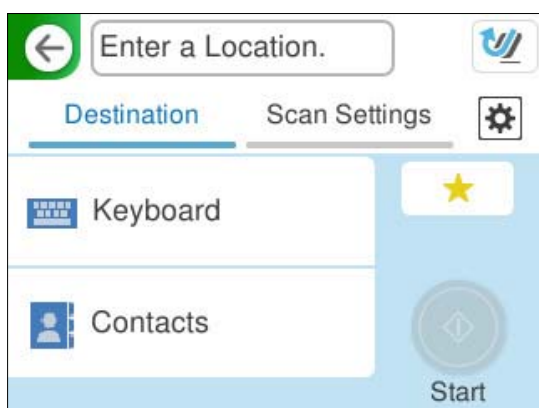 Enter a Location.
Destination Scan Settings
Keyboard
Contacts
Start